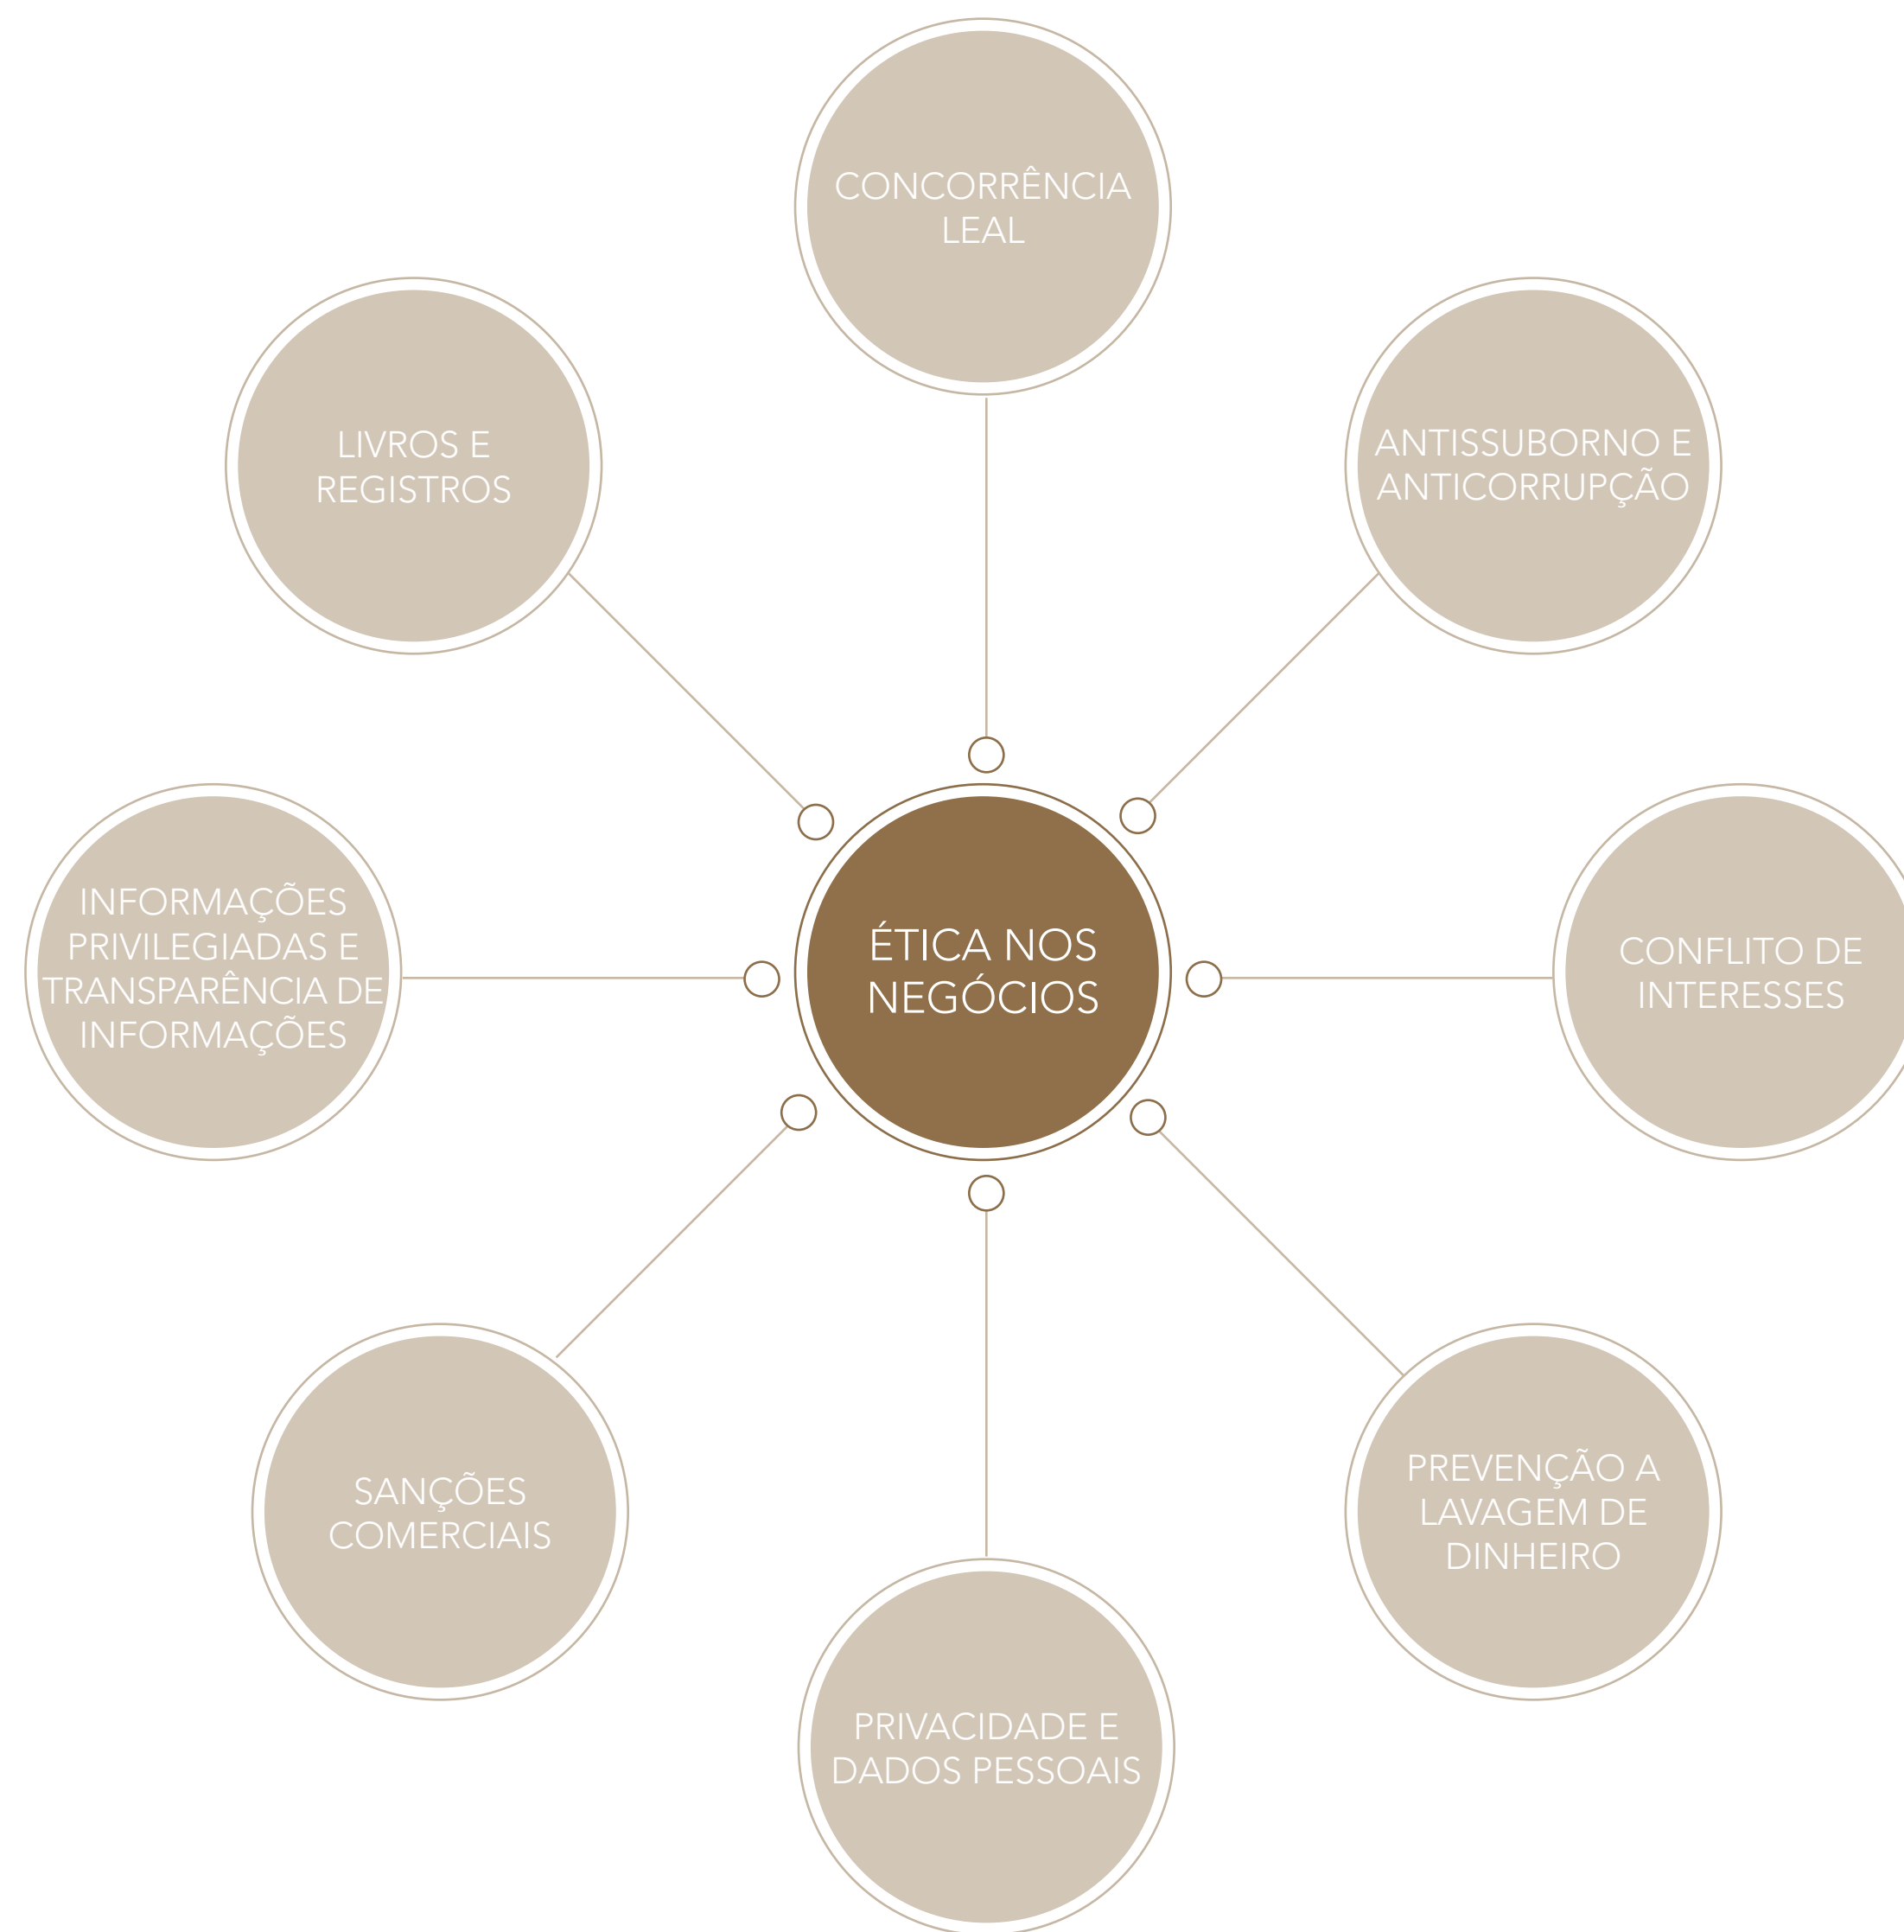 CONCORRÊNCIA
LEAL
LIVROS E
REGISTROS
ANTISSUBORNO E
ANTICORRUPÇÃO
INFORMAÇÕES
PRIVILEGIADAS E
TRANSPARÊNCIA DE
INFORMAÇÕES
ÉTICA NOS
NEGÓCIOS
CONFLITO DE
INTERESSES
SANÇÕES
COMERCIAIS
PREVENÇÃO A
LAVAGEM DE
DINHEIRO
PRIVACIDADE E
DADOS PESSOAIS